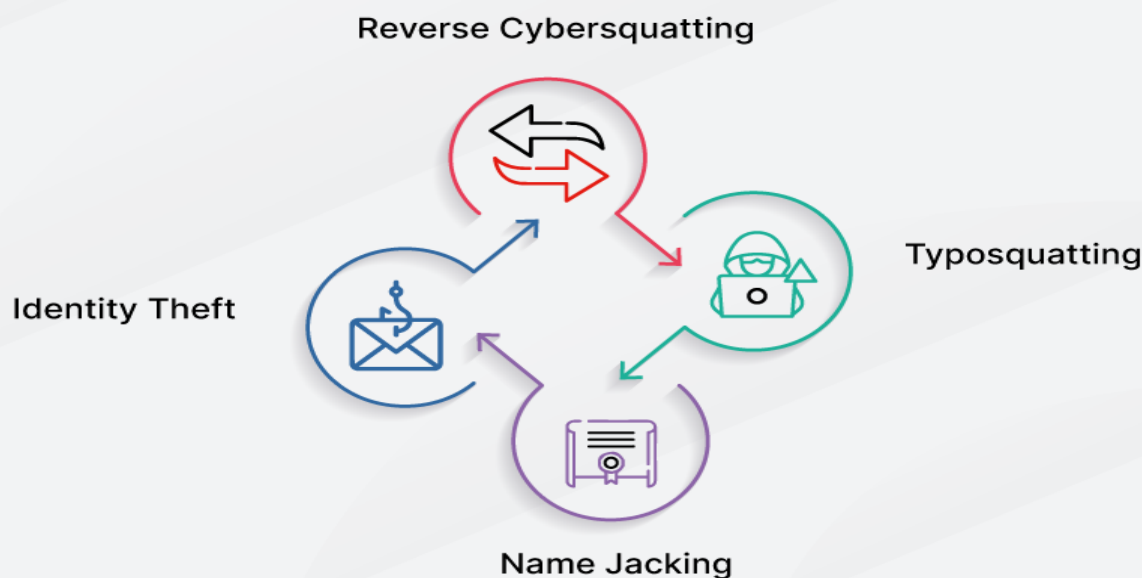 Reverse Cybersquatting
Typosquatting
Identity Theft
Name Jacking